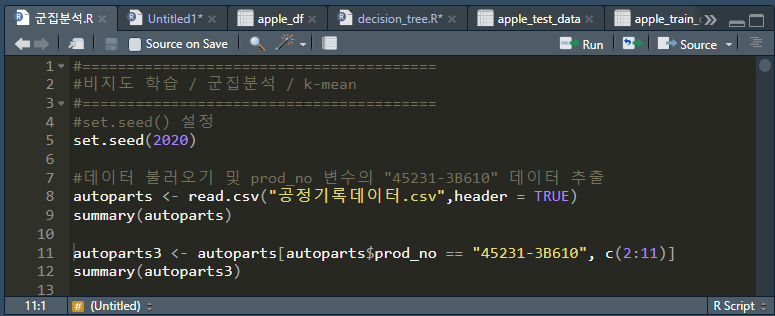 군집분석.R Untitled1* apple_df decision_tree.R* apple_test_data apple_train_
Source on Save Run Source
1 #========================================
2 #비지도 학습 / 군집분석 / k-mean
3 #========================================
4 #set.seed() 설정
5 set.seed(2020)
6
7 #데이터 불러오기 및 prod_no 변수의 "45231-3B610" 데이터 추출
8 autoparts <- read.csv("공정기록데이터.csv",header = TRUE)
9 summary(autoparts)
10
11 autoparts3 <- autoparts[autoparts$prod_no == "45231-3B610", c(2:11)]
12 summary(autoparts3)
13
11:1 # (Untitled) R Script